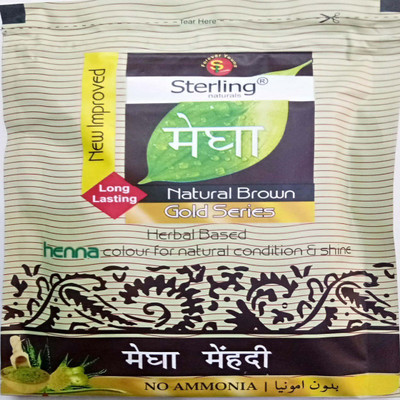 Tear Here
New Improved
Sterling®
naturals
मेघा
Long
Lasting
Natural Brown
Gold Series
Herbal Based
henna colour for natural condition & shine
मेघा मेंहदी
NO AMMONIA | بدون امونیا